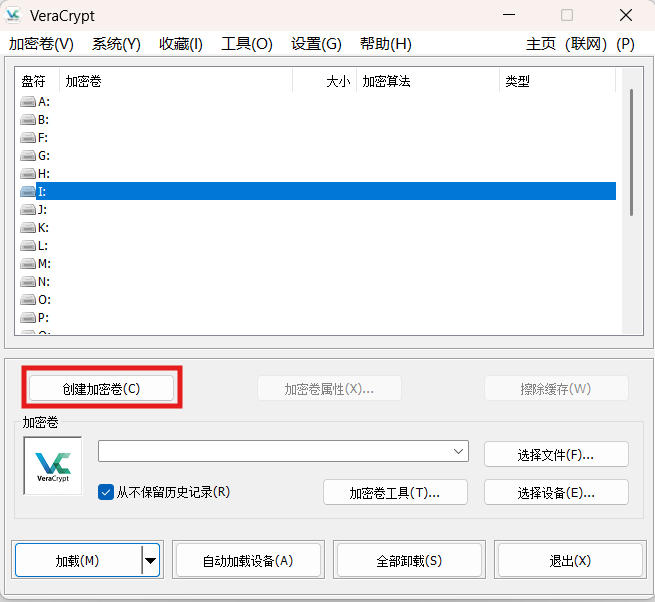 VeraCrypt
加密卷(V) 系统(Y) 收藏(I) 工具(O) 设置(G) 帮助(H) 主页（联网）(P)
盘符 加密卷 大小 加密算法 类型
A:
B:
F:
G:
H:
I:
J:
K:
L:
M:
N:
O:
P:
创建加密卷(C) 加密卷属性(X)... 擦除缓存(W)
加密卷
VeraCrypt
选择文件(F)...
从不保留历史记录(R) 加密卷工具(T)... 选择设备(E)...
加载(M) 自动加载设备(A) 全部卸载(S) 退出(X)